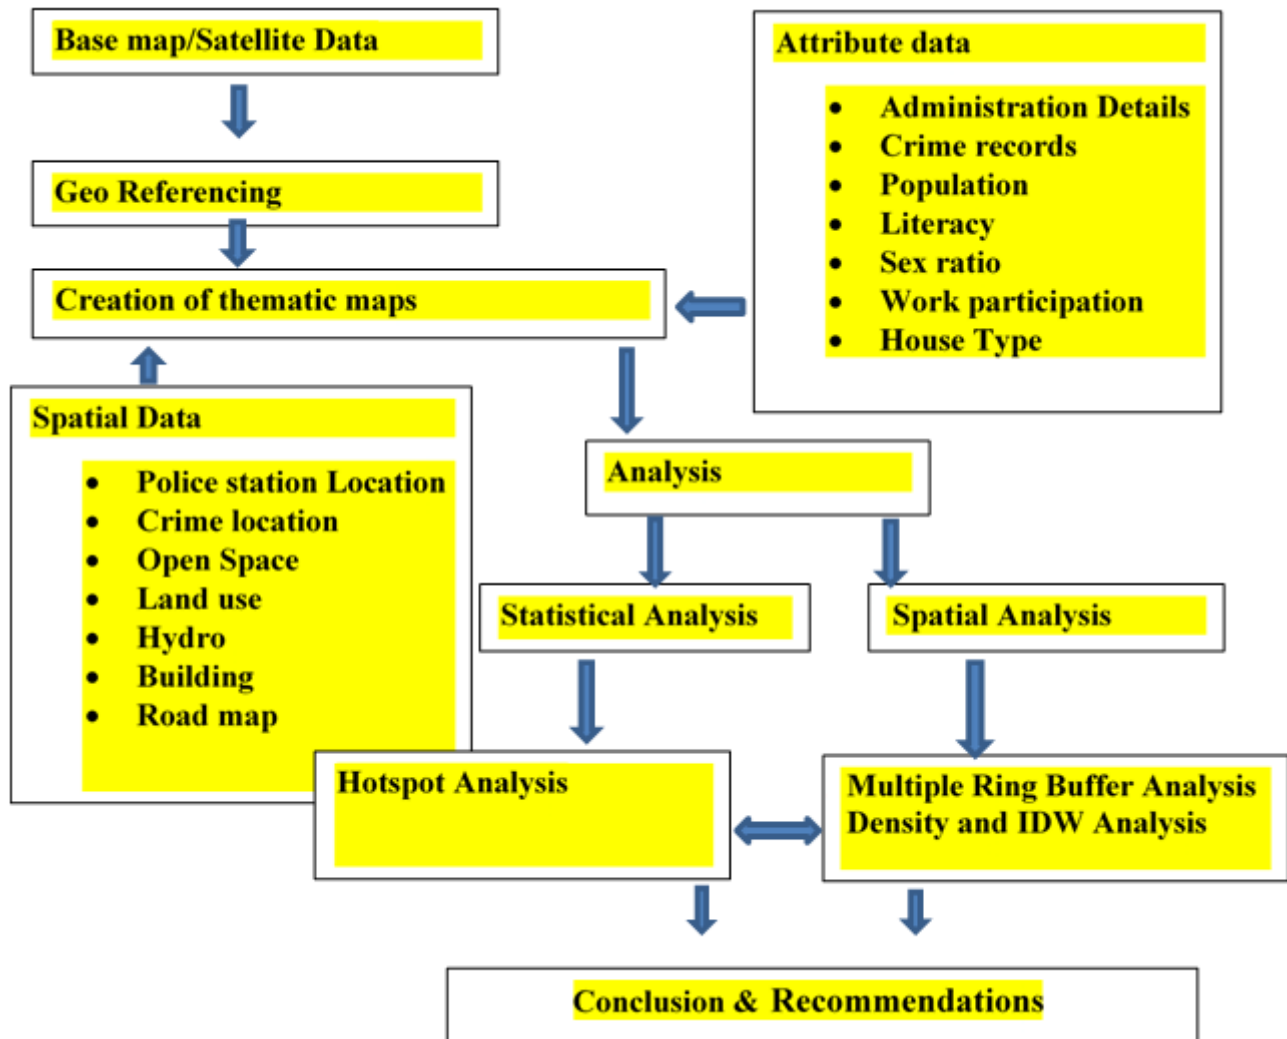 Base map/Satellite Data
Attribute data
• Administration Details
• Crime records
• Population
• Literacy
• Sex ratio
• Work participation
• House Type
Geo Referencing
Creation of thematic maps
Spatial Data
• Police station Location
• Crime location
• Open Space
• Land use
• Hydro
• Building
• Road map
Analysis
Statistical Analysis
Spatial Analysis
Hotspot Analysis
Multiple Ring Buffer Analysis
Density and IDW Analysis
Conclusion & Recommendations